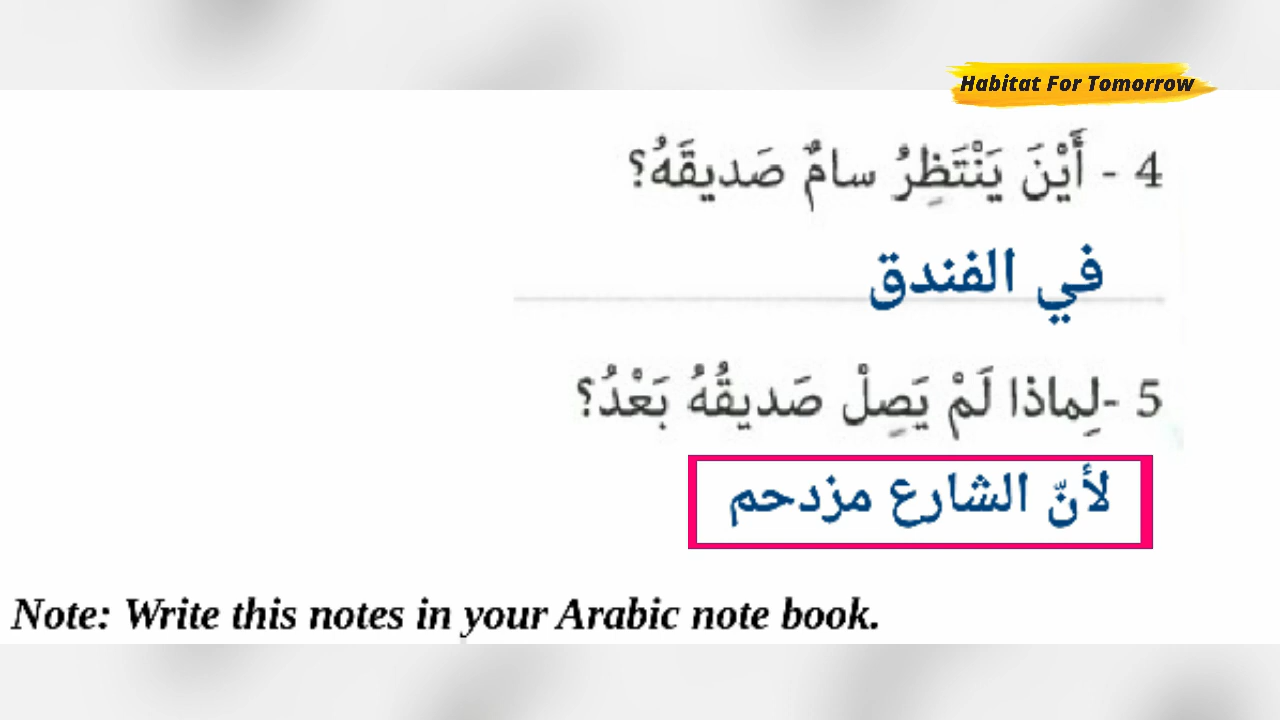 Habitat For Tomorrow
4 - أَيْنَ يَنْتَظِرُ سامٌ صَديقَهُ؟
في الفندق
5 -لِماذا لَمْ يَصِلْ صَديقُهُ بَعْدُ؟
لأنّ الشارع مزدحم
Note: Write this notes in your Arabic note book.